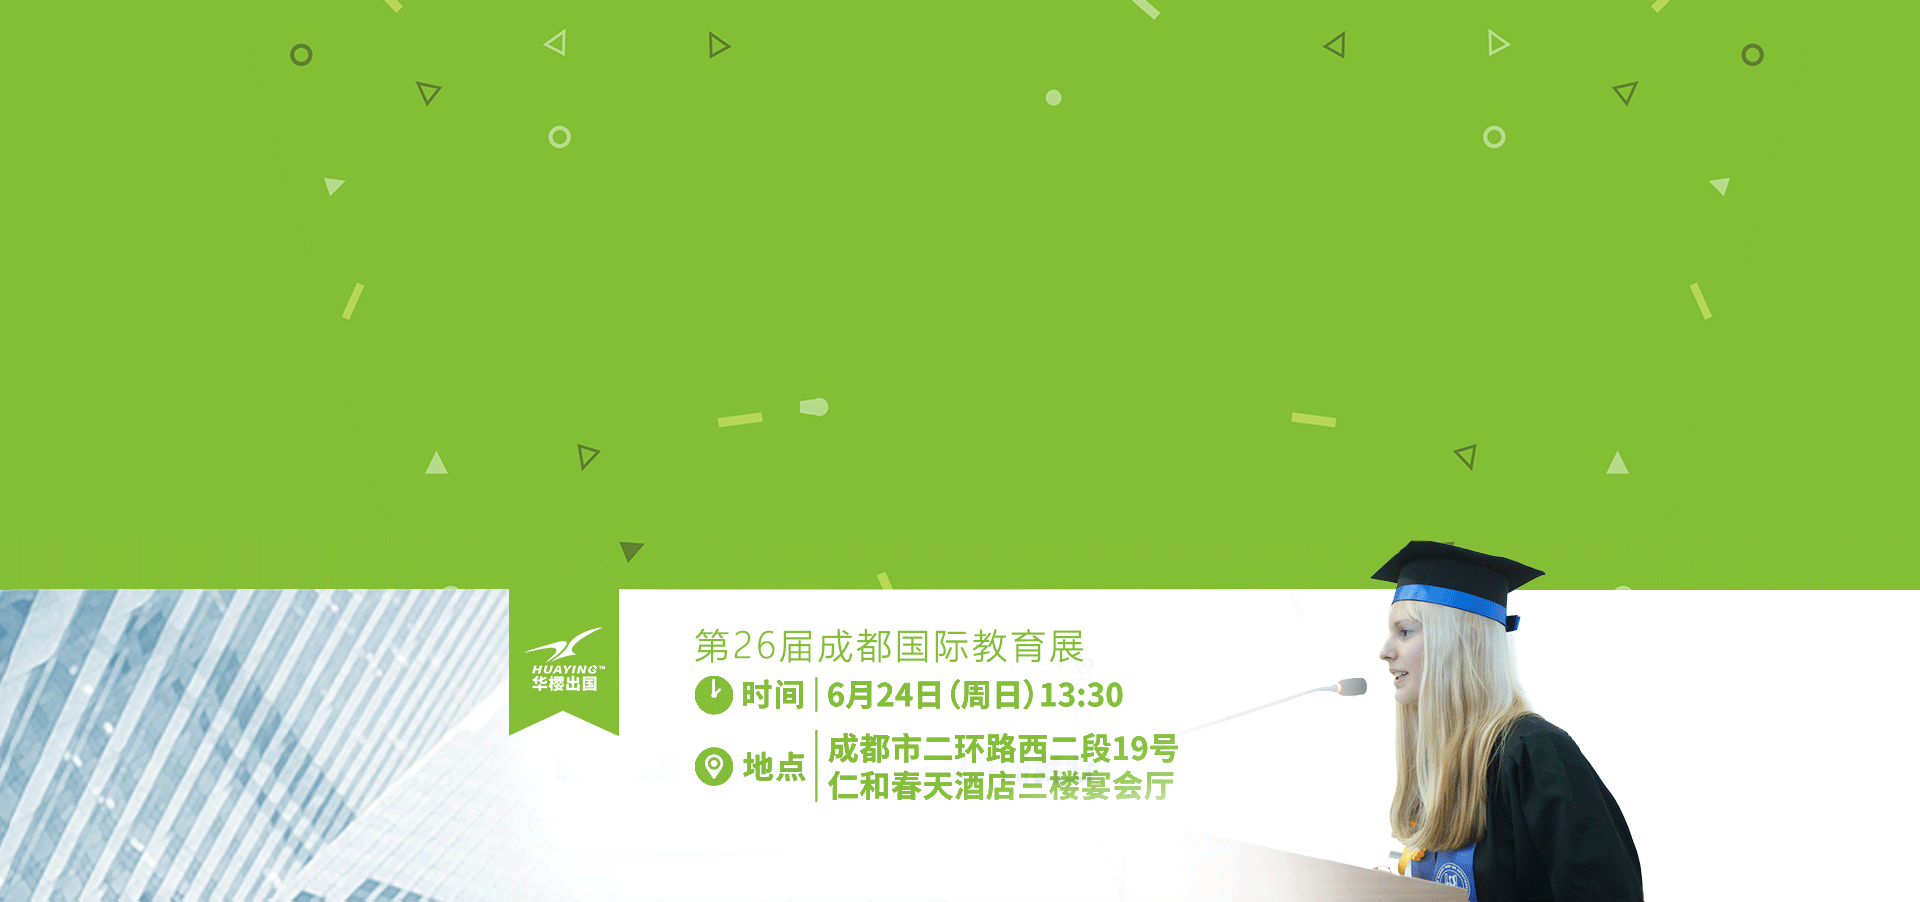 HUAYING™
华樱出国
第26届成都国际教育展
时间 6月24日(周日)13:30
地点 成都市二环路西二段19号
仁和春天酒店三楼宴会厅